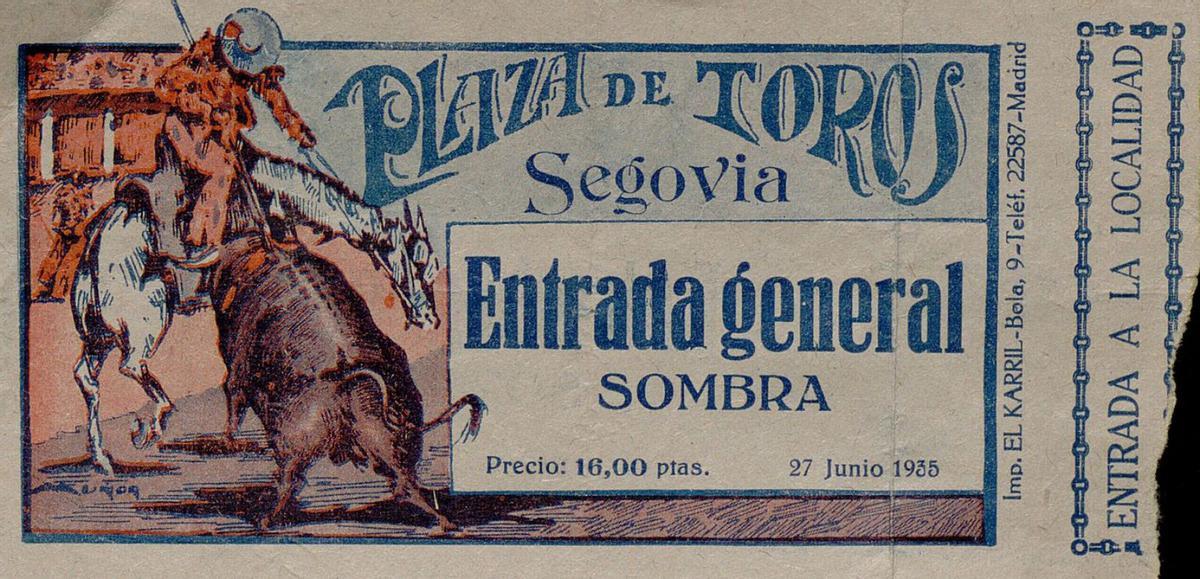 PLAZA DE TOROS
Segovia
Entrada general
SOMBRA
Precio: 16,00 ptas.
27 Junio 1935
Imp. EL KARRIL-Bola, 9-Teléf. 22587-Madrid
ENTRADA A LA LOCALIDAD